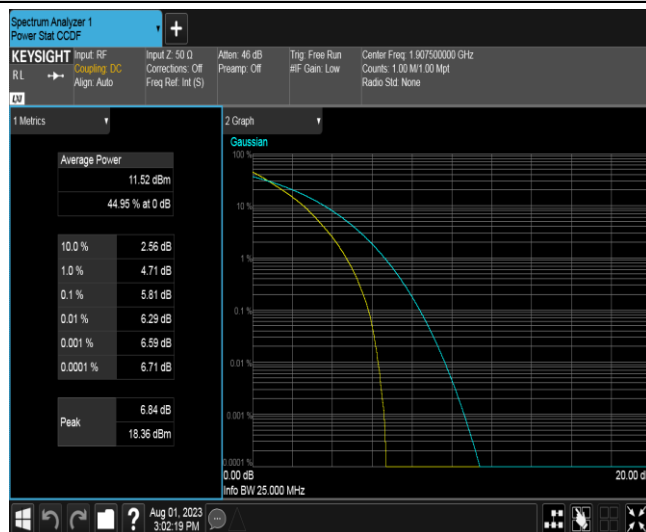 Spectrum Analyzer 1
Power Stat CCDF
+
KEYSIGHT Input: RF Input Z: 50 Ω Atten: 46 dB Trig: Free Run Center Freq: 1.907500000 GHz
RL Coupling: DC Corrections: Off Preamp: Off #IF Gain: Low Counts: 1.00 M/1.00 Mpt
Align: Auto Freq Ref: Int (S) Radio Std: None
LXI
1 Metrics
2 Graph
Average Power
11.52 dBm
44.95 % at 0 dB
10.0 % 2.56 dB
1.0 % 4.71 dB
0.1 % 5.81 dB
0.01 % 6.29 dB
0.001 % 6.59 dB
0.0001 % 6.71 dB
Peak 6.84 dB
18.36 dBm
Gaussian
100 %
10 %
1 %
0.1 %
0.01 %
0.001 %
0.0001 %
0.00 dB 20.00 d
Info BW 25.000 MHz
? Aug 01, 2023
3:02:19 PM